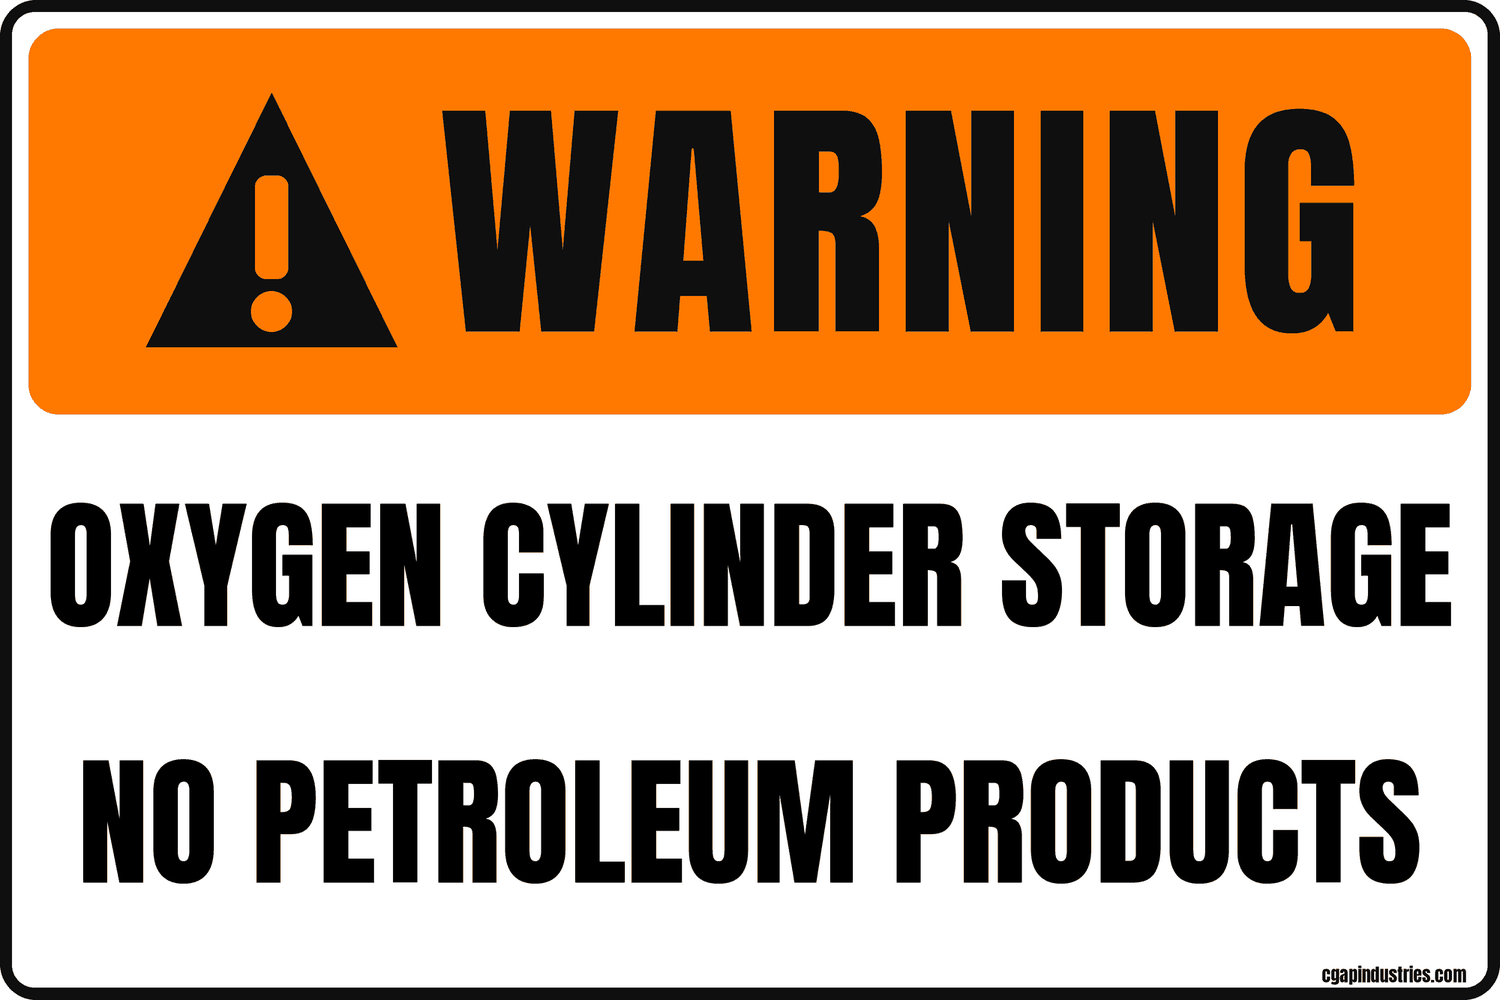 WARNING
OXYGEN CYLINDER STORAGE
NO PETROLEUM PRODUCTS
cgapindustries.com